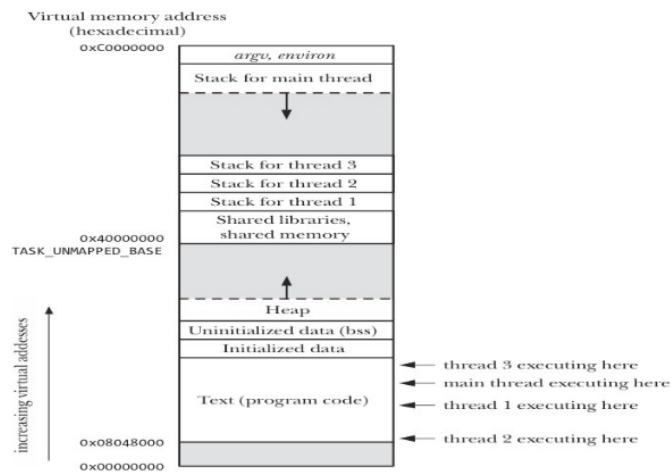 Virtual memory address
(hexadecimal)
0xC0000000
argv, environ
Stack for main thread
Stack for thread 3
Stack for thread 2
Stack for thread 1
Shared libraries,
shared memory
0x40000000
TASK_UNMAPPED_BASE
Heap
Uninitialized data (bss)
Initialized data
Text (program code)
thread 3 executing here
main thread executing here
thread 1 executing here
thread 2 executing here
increasing virtual addesses
0x08048000
0x00000000